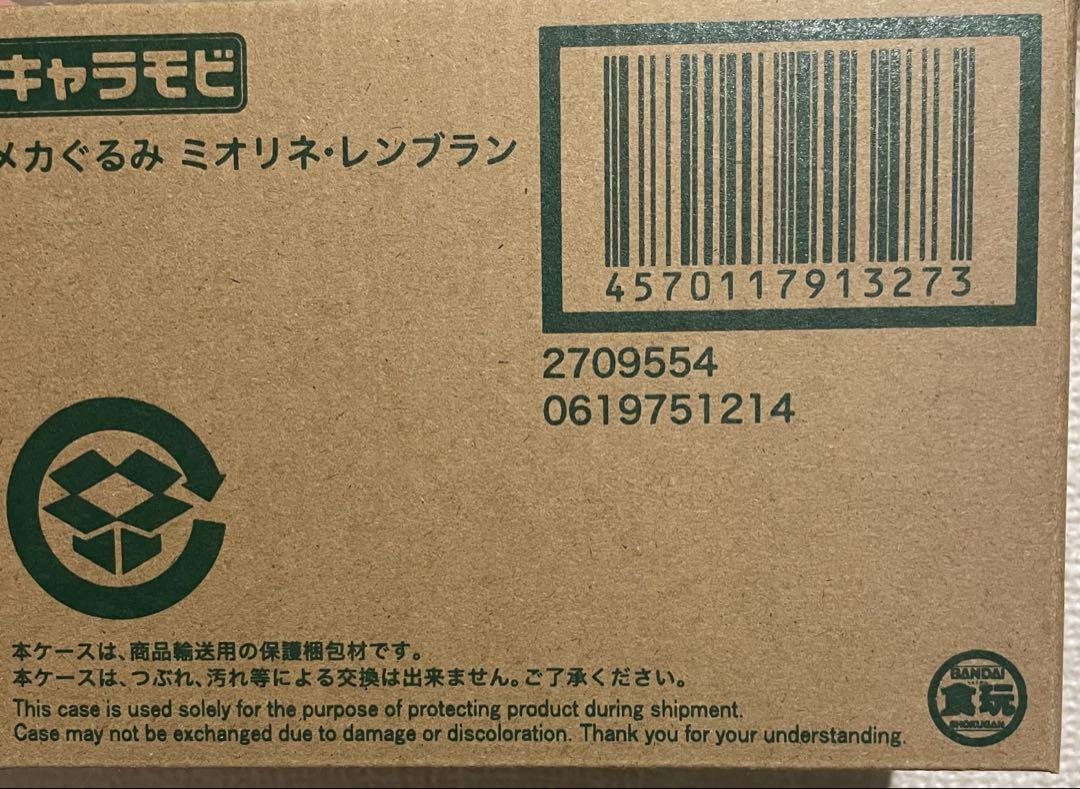 キャラモビ
メカぐるみ ミオリネ・レンブラン
4570117913273
2709554
0619751214
本ケースは、商品輸送用の保護梱包材です。
本ケースは、つぶれ、汚れ等による交換は出来ません。ご了承ください。
This case is used solely for the purpose of protecting product during shipment.
Case may not be exchanged due to damage or discoloration. Thank you for your understanding.
BANDAI
食玩
SHOKUGAN